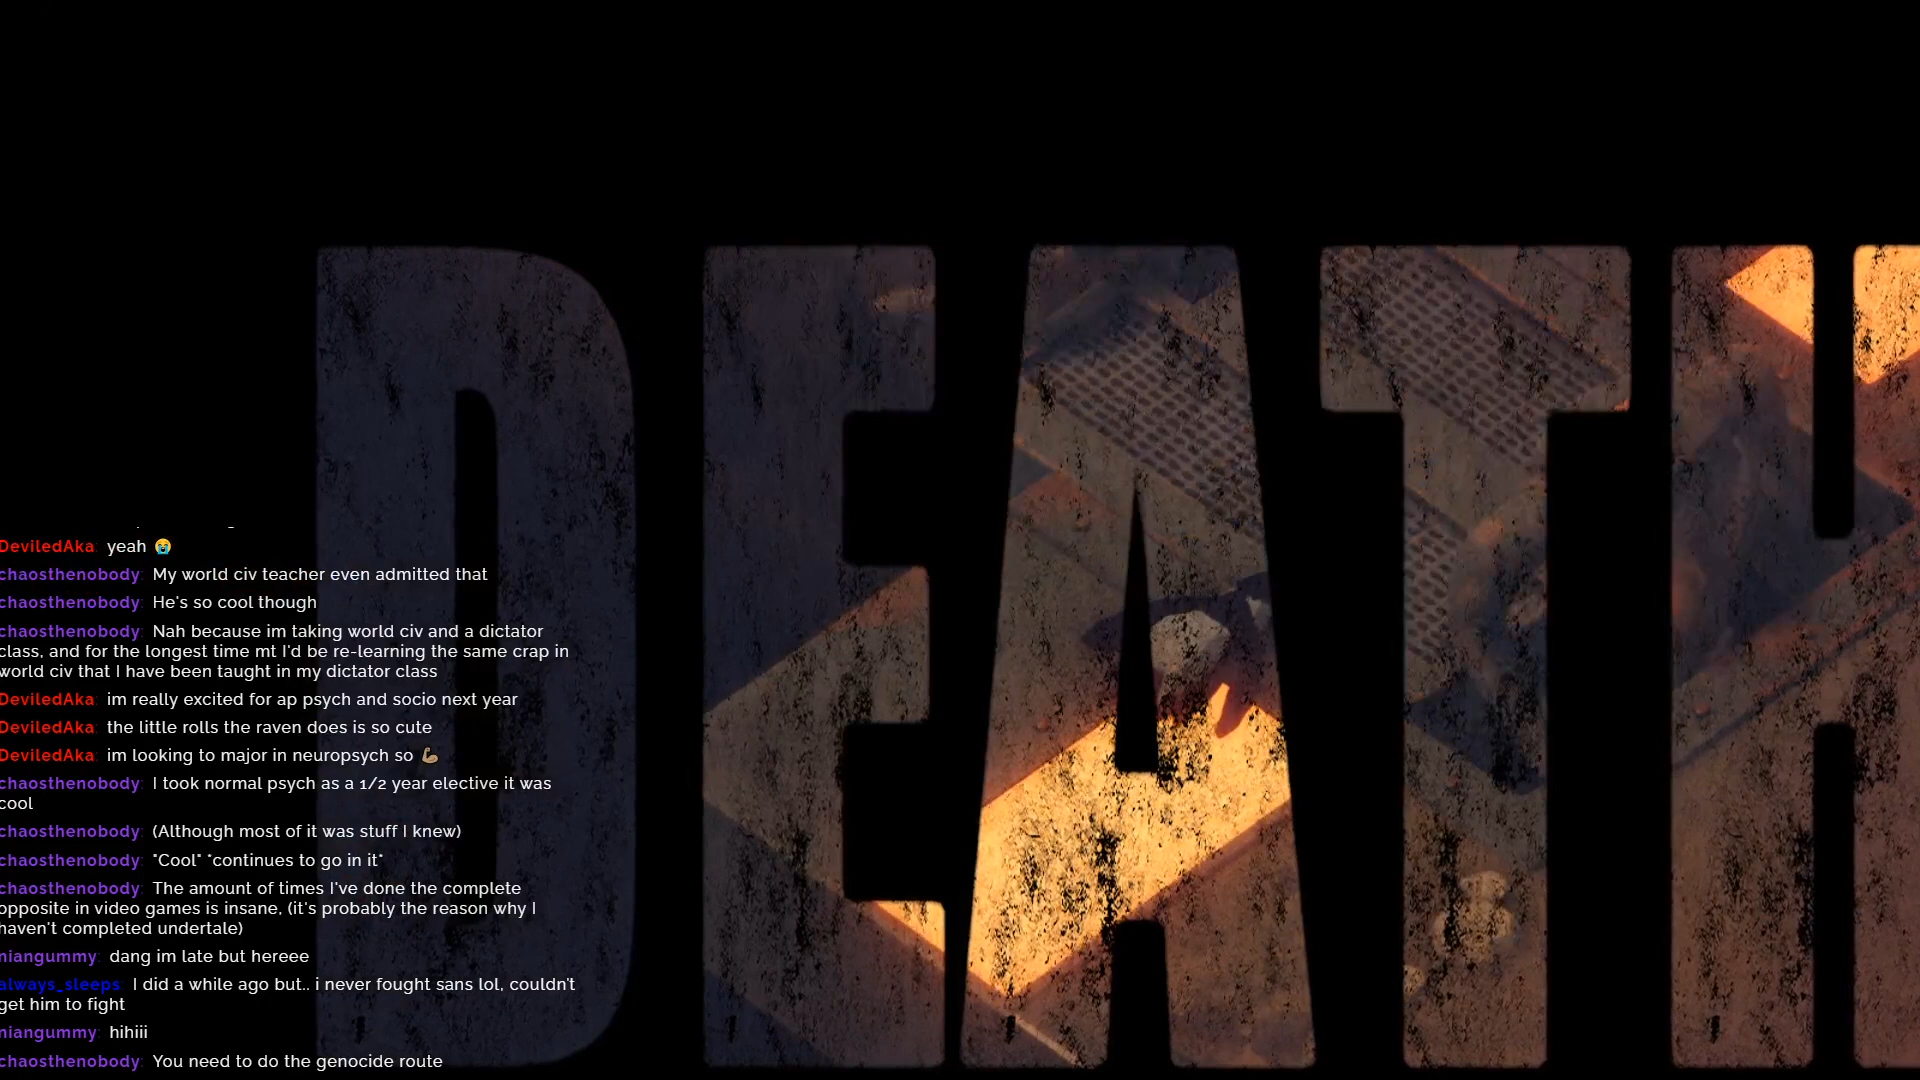 DEATH
DeviledAka: yeah 😭
chaosthenobody: My world civ teacher even admitted that
chaosthenobody: He's so cool though
chaosthenobody: Nah because im taking world civ and a dictator
class, and for the longest time mt I'd be re-learning the same crap in
world civ that I have been taught in my dictator class
DeviledAka: im really excited for ap psych and socio next year
DeviledAka: the little rolls the raven does is so cute
DeviledAka: im looking to major in neuropsych so 💪🏽
chaosthenobody: I took normal psych as a 1/2 year elective it was
cool
chaosthenobody: (Although most of it was stuff I knew)
chaosthenobody: "Cool" *continues to go in it*
chaosthenobody: The amount of times I've done the complete
opposite in video games is insane, (it's probably the reason why I
haven't completed undertale)
niangummy: dang im late but hereee
always_sleeps: I did a while ago but.. i never fought sans lol, couldn't
get him to fight
niangummy: hihiii
chaosthenobody: You need to do the genocide route